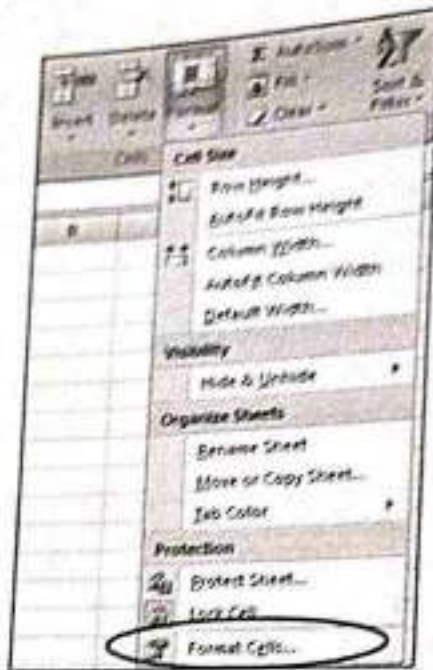 Σ AutoSum
Insert Delete Format Fill Sort &
Clear Filter
Cells
Cell Size
Row Height...
AutoFit Row Height
Column Width...
AutoFit Column Width
Default Width...
Visibility
Hide & Unhide
Organize Sheets
Rename Sheet
Move or Copy Sheet...
Tab Color
Protection
Protect Sheet...
Lock Cell
Format Cells...